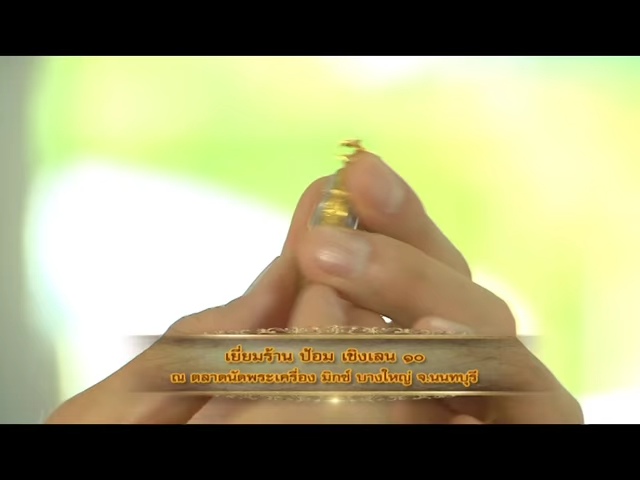 เยี่ยมร้าน ป้อม เชิงเลน ๑๐
ณ ตลาดนัดพระเครื่อง มิกซ์ บางใหญ่ จ.นนทบุรี